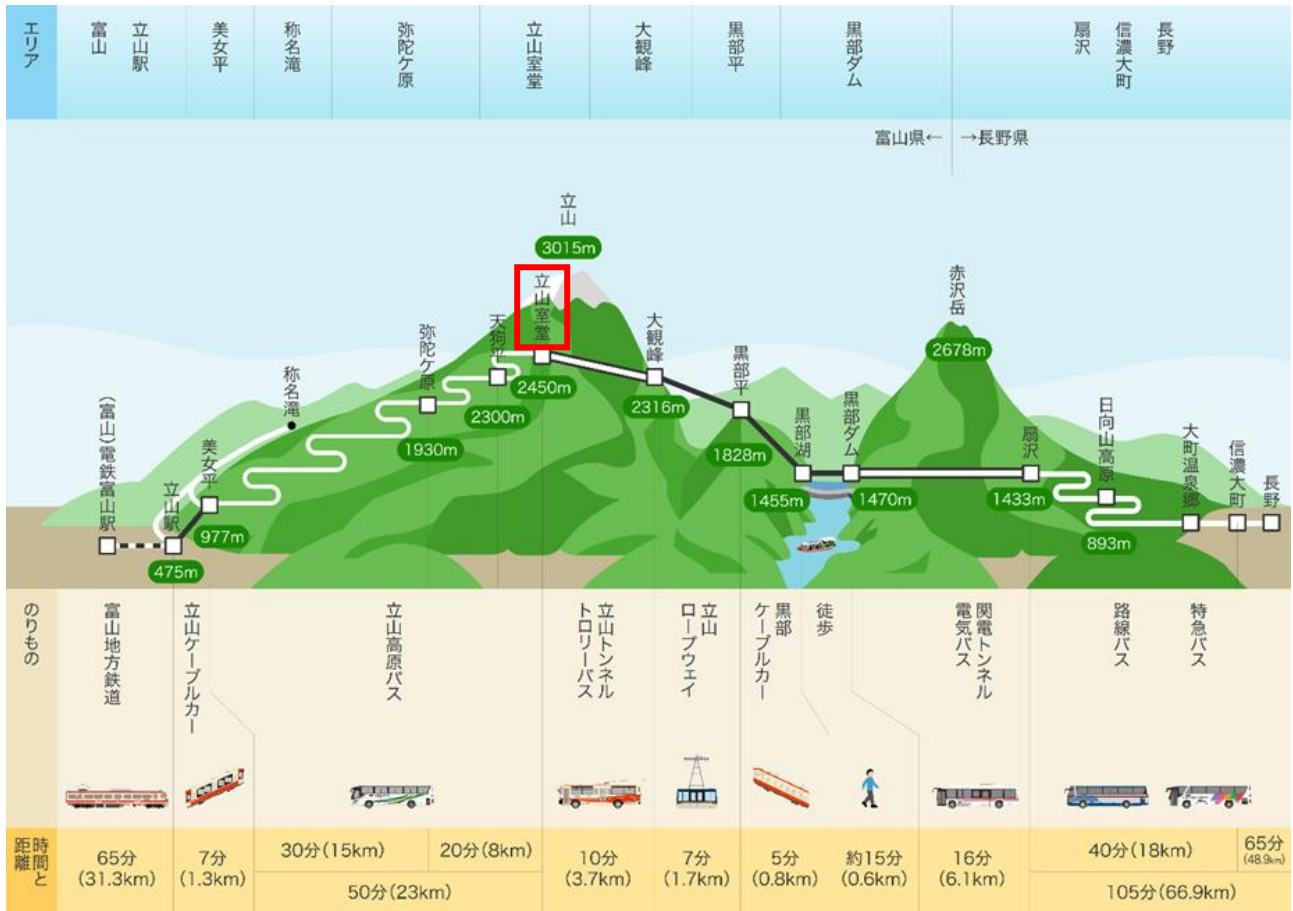 エリア
富山
立山駅
美女平
称名滝
弥陀ケ原
立山室堂
大観峰
黒部平
黒部ダム
扇沢
信濃大町
長野
富山県←
→長野県
立山
3015m
立山室堂
2450m
天狗平
2300m
弥陀ケ原
1930m
称名滝
美女平
977m
立山駅
475m
(富山)電鉄富山駅
大観峰
2316m
黒部平
1828m
黒部湖
1455m
黒部ダム
1470m
赤沢岳
2678m
扇沢
1433m
日向山高原
893m
大町温泉郷
信濃大町
長野
のりもの
富山地方鉄道
立山ケーブルカー
立山高原バス
立山トンネル
トロリーバス
立山
ロープウェイ
黒部
ケーブルカー
徒歩
関電トンネル
電気バス
路線バス
特急バス
時間と
距離
65分
(31.3km)
7分
(1.3km)
30分(15km)
20分(8km)
50分(23km)
10分
(3.7km)
7分
(1.7km)
5分
(0.8km)
約15分
(0.6km)
16分
(6.1km)
40分(18km)
65分
(48.9km)
105分(66.9km)